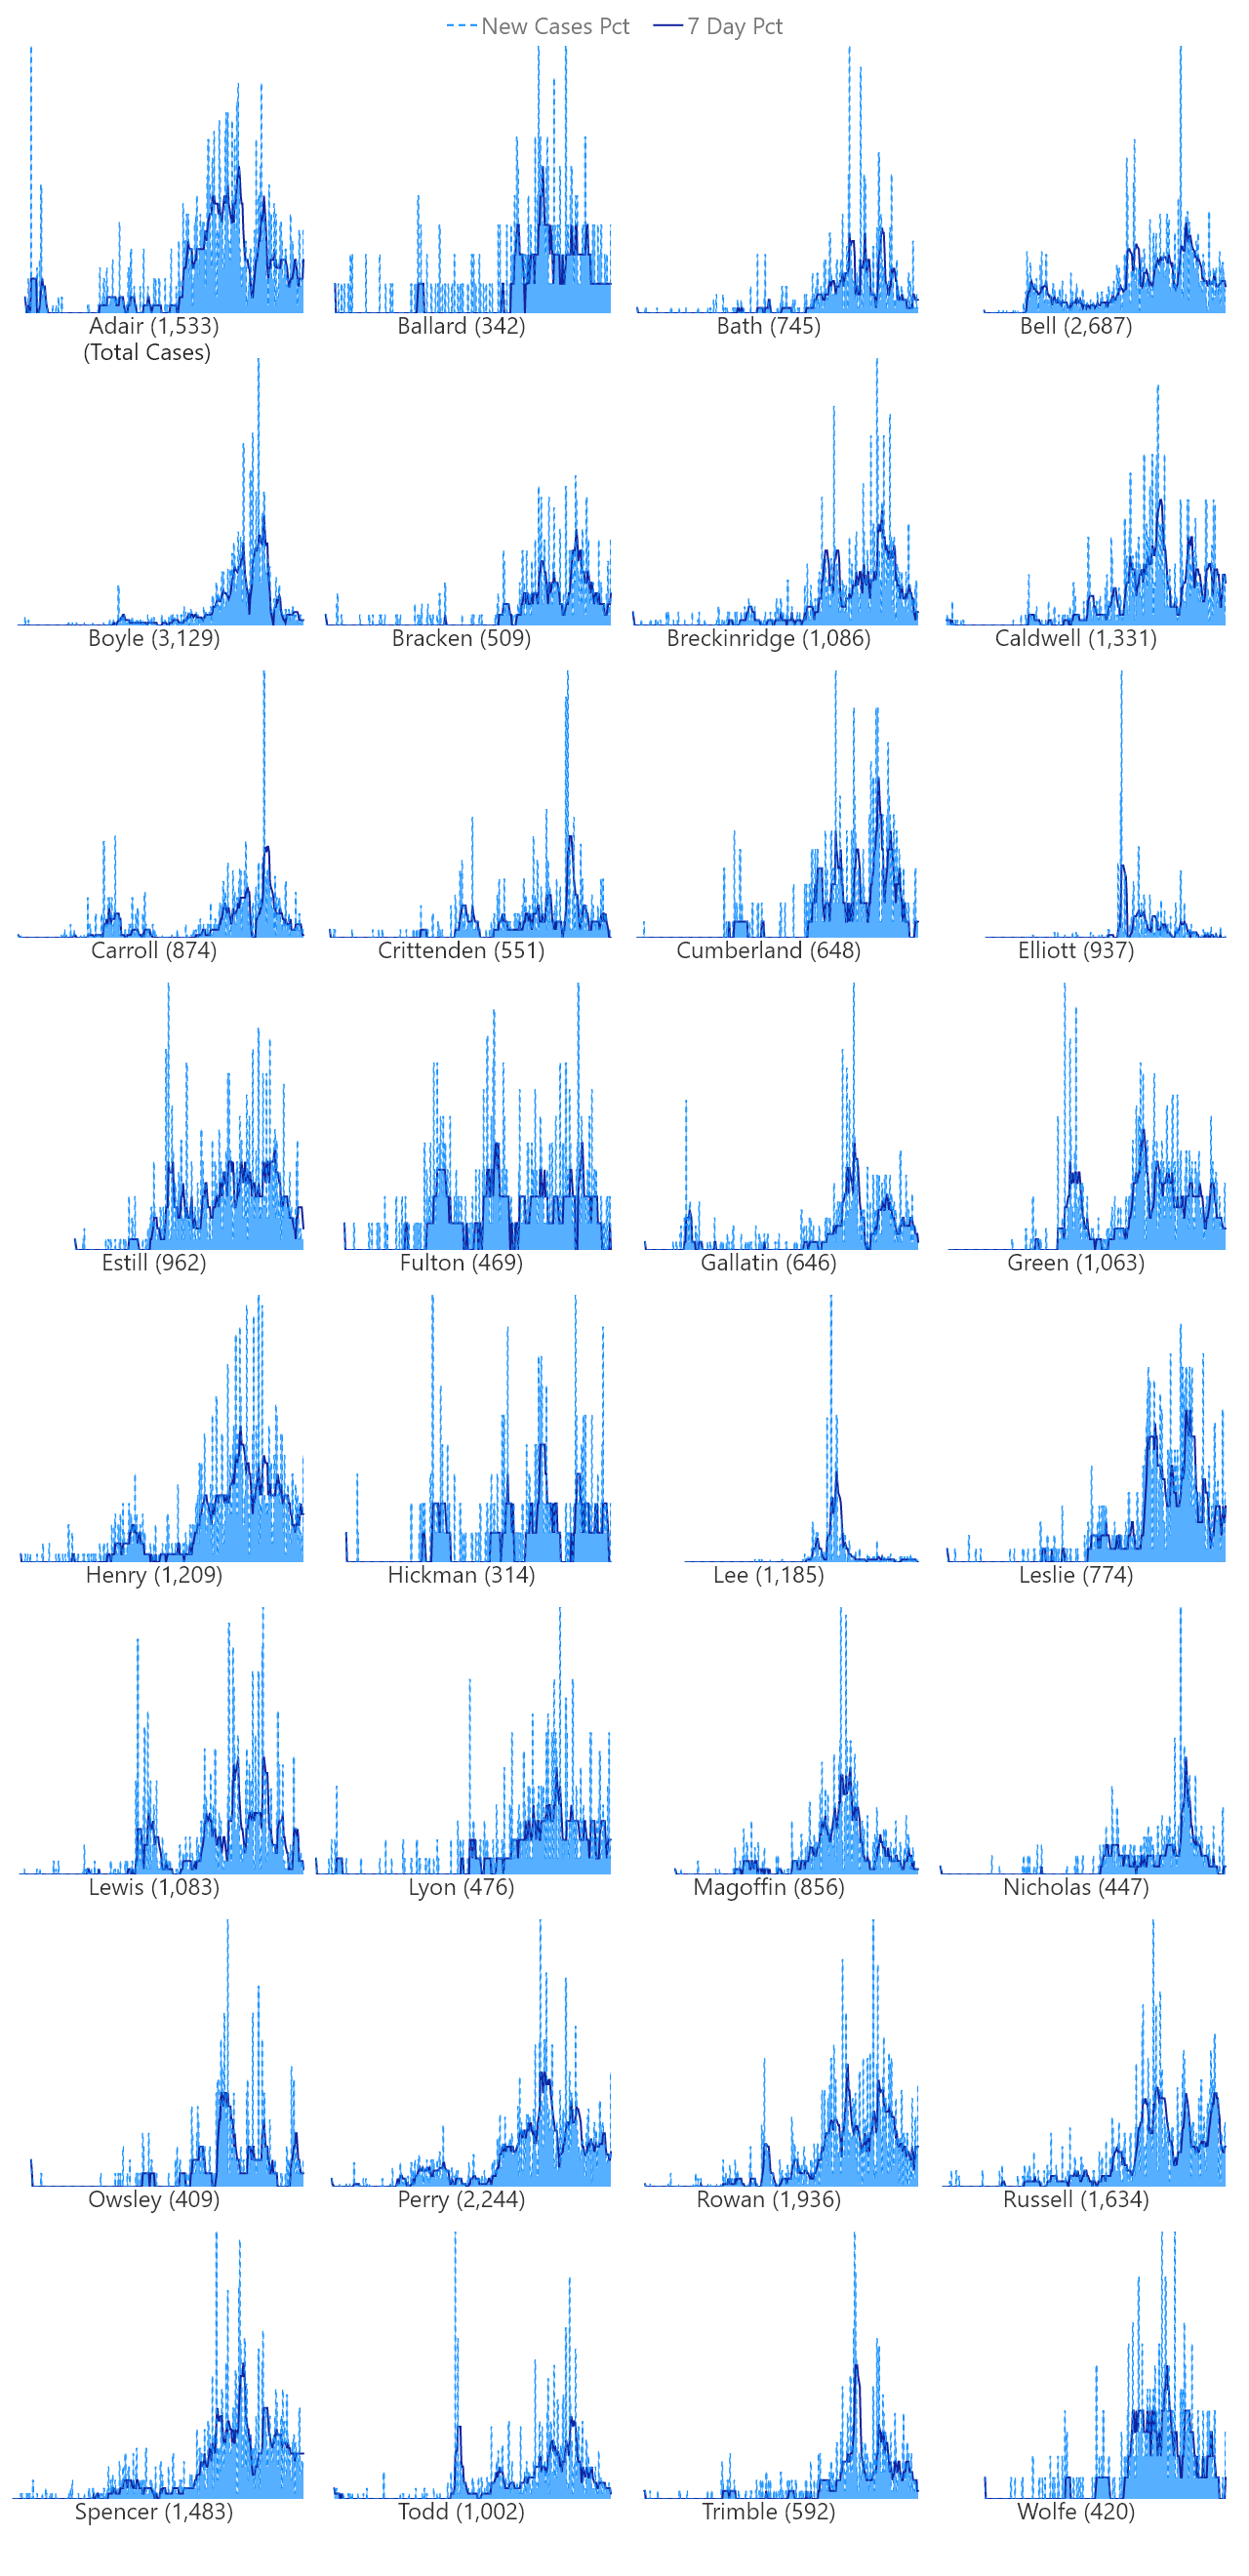 New Cases Pct 7 Day Pct
Adair (1,533) Ballard (342) Bath (745) Bell (2,687)
(Total Cases)
Boyle (3,129) Bracken (509) Breckinridge (1,086) Caldwell (1,331)
Carroll (874) Crittenden (551) Cumberland (648) Elliott (937)
Estill (962) Fulton (469) Gallatin (646) Green (1,063)
Henry (1,209) Hickman (314) Lee (1,185) Leslie (774)
Lewis (1,083) Lyon (476) Magoffin (856) Nicholas (447)
Owsley (409) Perry (2,244) Rowan (1,936) Russell (1,634)
Spencer (1,483) Todd (1,002) Trimble (592) Wolfe (420)